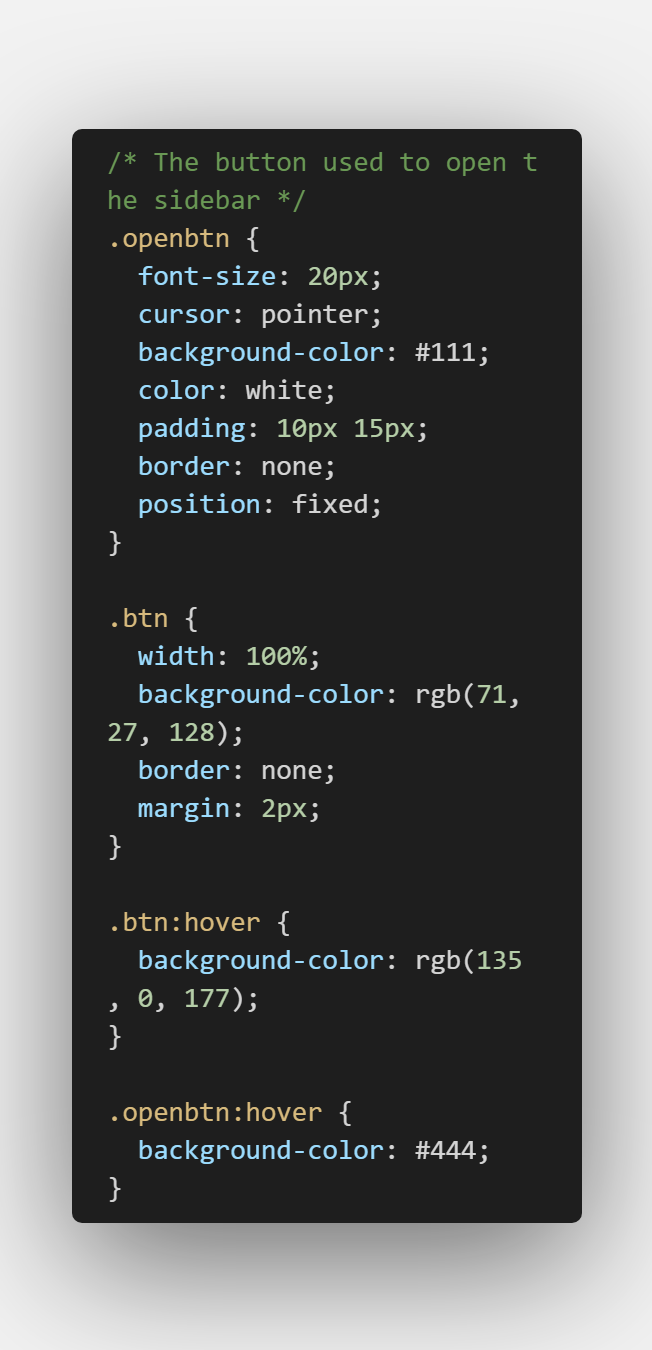 /* The button used to open t
he sidebar */
.openbtn {
  font-size: 20px;
  cursor: pointer;
  background-color: #111;
  color: white;
  padding: 10px 15px;
  border: none;
  position: fixed;
}

.btn {
  width: 100%;
  background-color: rgb(71,
27, 128);
  border: none;
  margin: 2px;
}

.btn:hover {
  background-color: rgb(135
, 0, 177);
}

.openbtn:hover {
  background-color: #444;
}